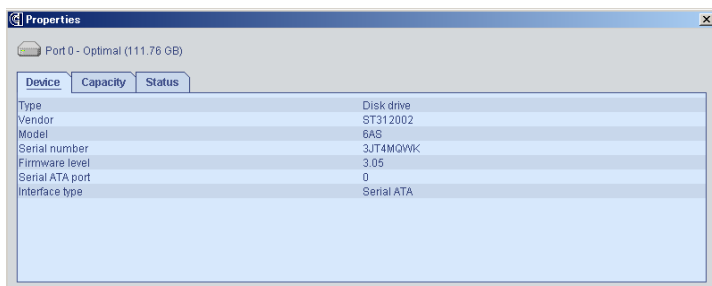 Properties
Port 0 - Optimal (111.76 GB)
Device Capacity Status
Type Disk drive
Vendor ST312002
Model 6AS
Serial number 3JT4MQWK
Firmware level 3.05
Serial ATA port 0
Interface type Serial ATA